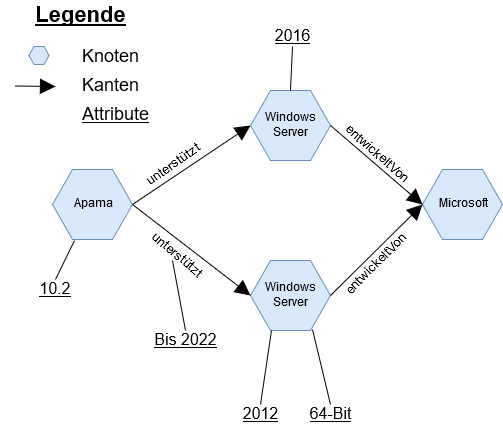 Legende
Knoten
Kanten
Attribute
2016
Windows
Server
unterstützt
entwickeltVon
Apama
Microsoft
unterstützt
entwickeltVon
Windows
Server
10.2
Bis 2022
2012
64-Bit